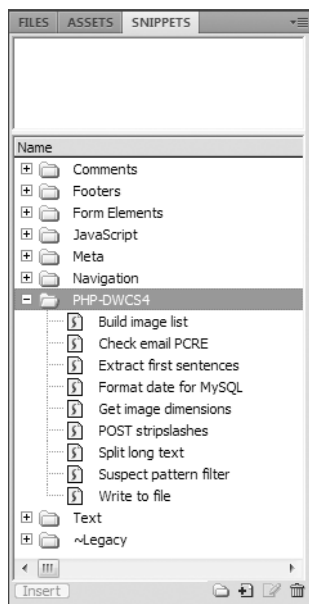 FILES ASSETS SNIPPETS
Name
Comments
Footers
Form Elements
JavaScript
Meta
Navigation
PHP-DWCS4
Build image list
Check email PCRE
Extract first sentences
Format date for MySQL
Get image dimensions
POST stripslashes
Split long text
Suspect pattern filter
Write to file
Text
~Legacy
Insert